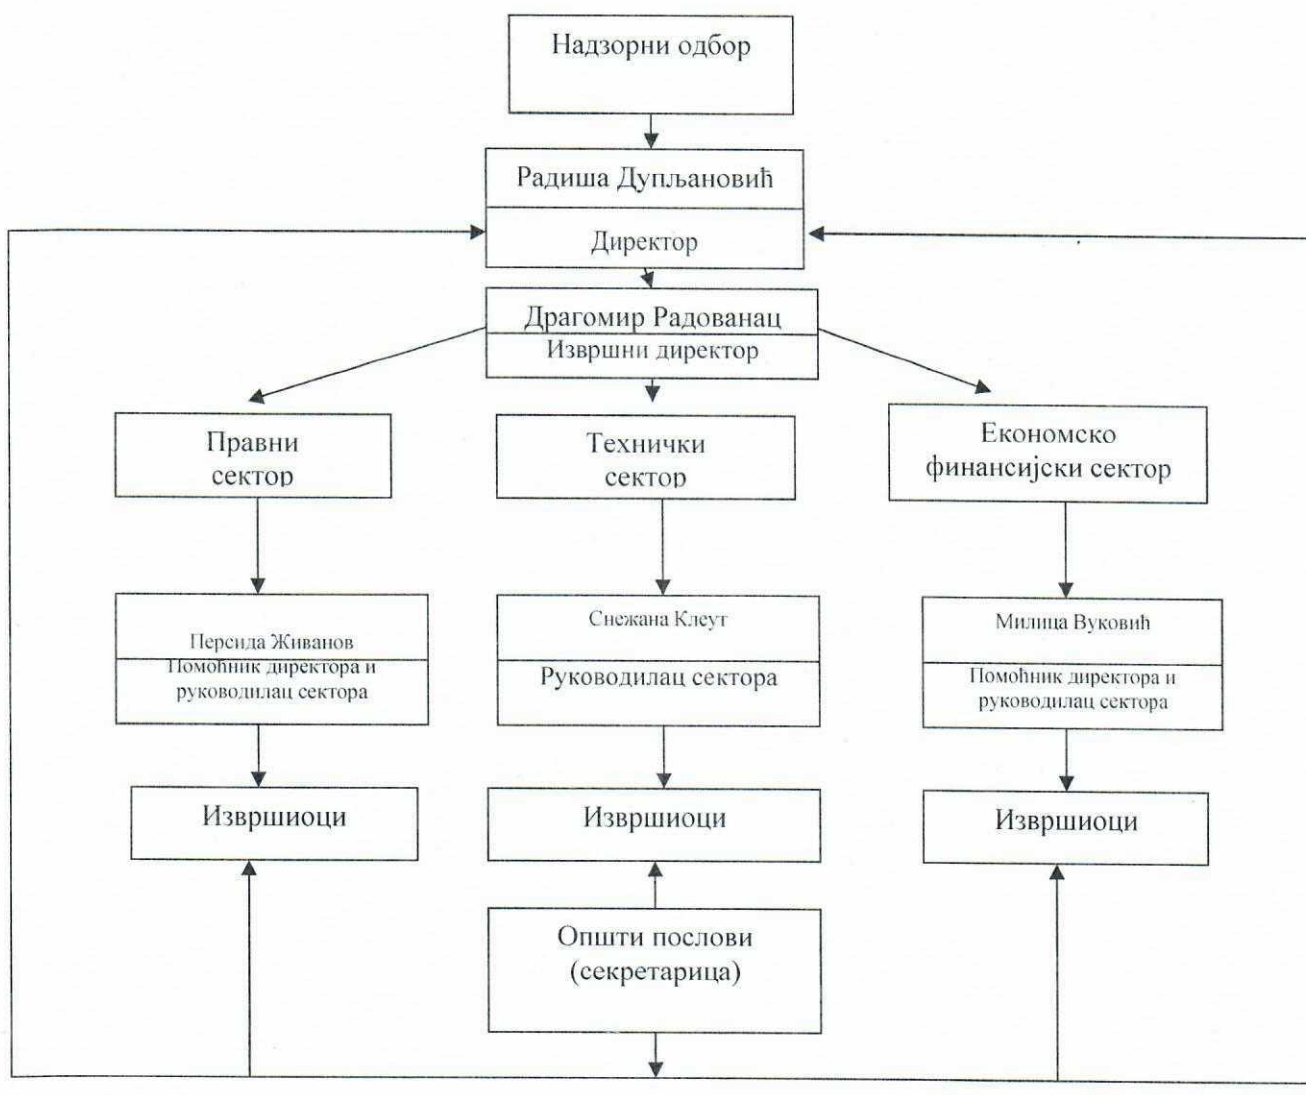 Надзорни одбор
Радиша Дупљановић
Директор
Драгомир Радованац
Извршни директор
Правни
сектор
Технички
сектор
Економско
финансијски сектор
Персида Живанов
Помоћник директора и
руководилац сектора
Снежана Клеут
Руководилац сектора
Милица Вуковић
Помоћник директора и
руководилац сектора
Извршиоци
Извршиоци
Извршиоци
Општи послови
(секретарица)